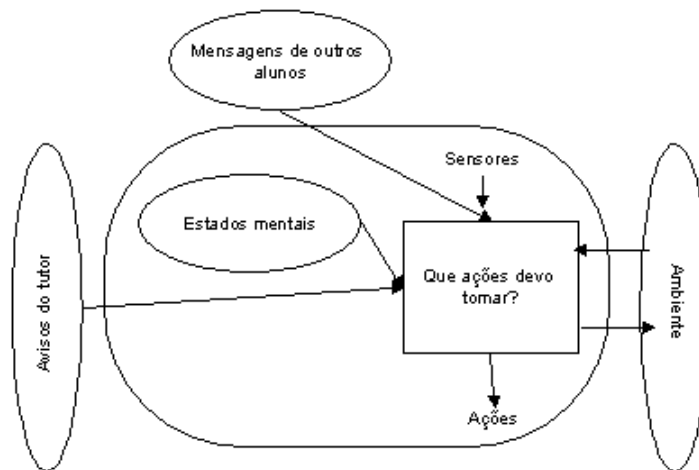 Mensagens de outros
alunos
Sensores
Estados mentais
Que ações devo
tomar?
Avisos do tutor
Ambiente
Ações